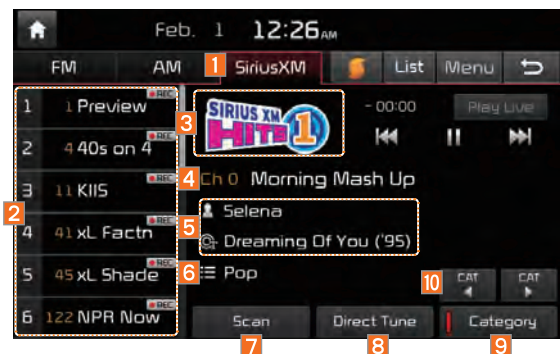 Feb. 1 12:26 AM
FM AM 1 SiriusXM List Menu
1 1 Preview REC
2 4 40s on 4 REC
3 11 KIIS REC
4 41 xL Factn REC
5 45 xL Shade REC
6 122 NPR Now REC
2
3 SIRIUS XM HITS 1
- 00:00 Play Live
4 Ch 0 Morning Mash Up
5 Selena
Dreaming Of You ('95)
6 Pop
10 CAT CAT
Scan Direct Tune Category
7 8 9